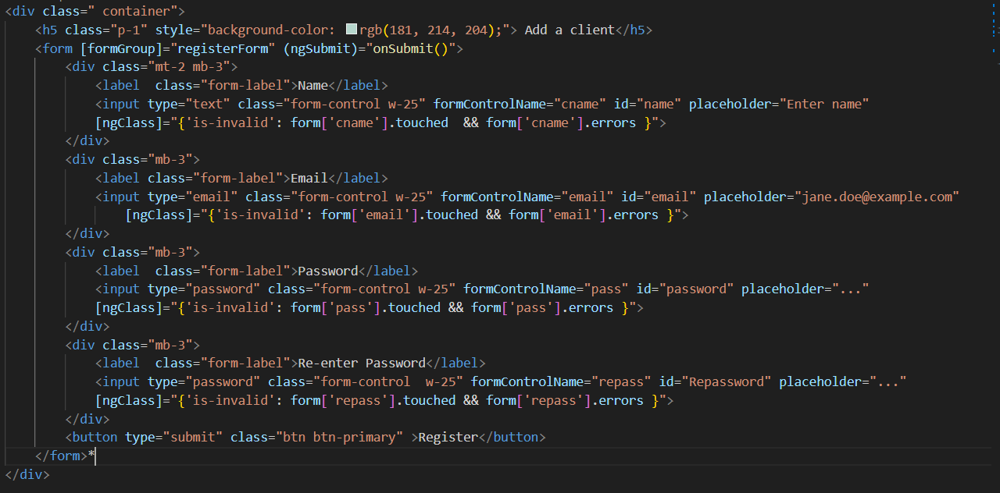 <div class=" container">
    <h5 class="p-1" style="background-color: rgb(181, 214, 204);"> Add a client</h5>
    <form [formGroup]="registerForm" (ngSubmit)="onSubmit()">
        <div class="mt-2 mb-3">
            <label  class="form-label">Name</label>
            <input type="text" class="form-control w-25" formControlName="cname" id="name" placeholder="Enter name"
            [ngClass]="{'is-invalid': form['cname'].touched  && form['cname'].errors }">
        </div>
        <div class="mb-3">
            <label class="form-label">Email</label>
            <input type="email" class="form-control w-25" formControlName="email" id="email" placeholder="jane.doe@example.com"
                [ngClass]="{'is-invalid': form['email'].touched && form['email'].errors }">
        </div>
        <div class="mb-3">
            <label  class="form-label">Password</label>
            <input type="password" class="form-control w-25" formControlName="pass" id="password" placeholder="..."
            [ngClass]="{'is-invalid': form['pass'].touched && form['pass'].errors }">
        </div>
        <div class="mb-3">
            <label  class="form-label">Re-enter Password</label>
            <input type="password" class="form-control  w-25" formControlName="repass" id="Repassword" placeholder="..."
            [ngClass]="{'is-invalid': form['repass'].touched && form['repass'].errors }">
        </div>
        <button type="submit" class="btn btn-primary" >Register</button>
    </form>*
</div>